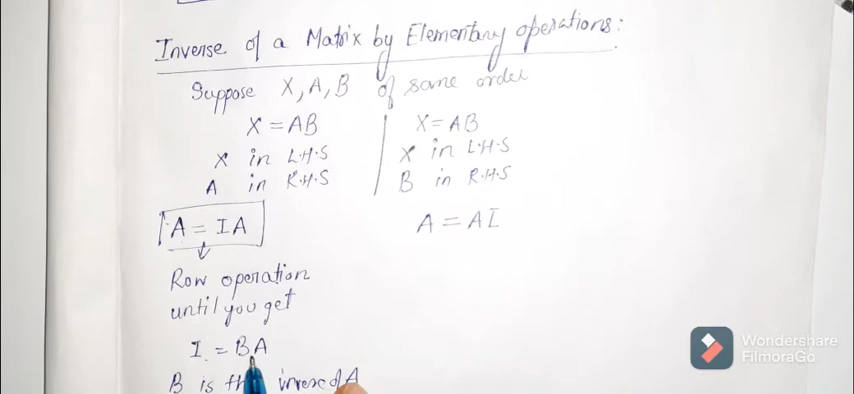 Inverse of a Matrix by Elementary operations:
Suppose X, A, B of same order
X = AB
X in L.H.S
A in R.H.S
A = IA
Row operation
until you get
I = BA
B is the inverse of A
X = AB
X in L.H.S
B in R.H.S
A = AI
Wondershare
FilmoraGo